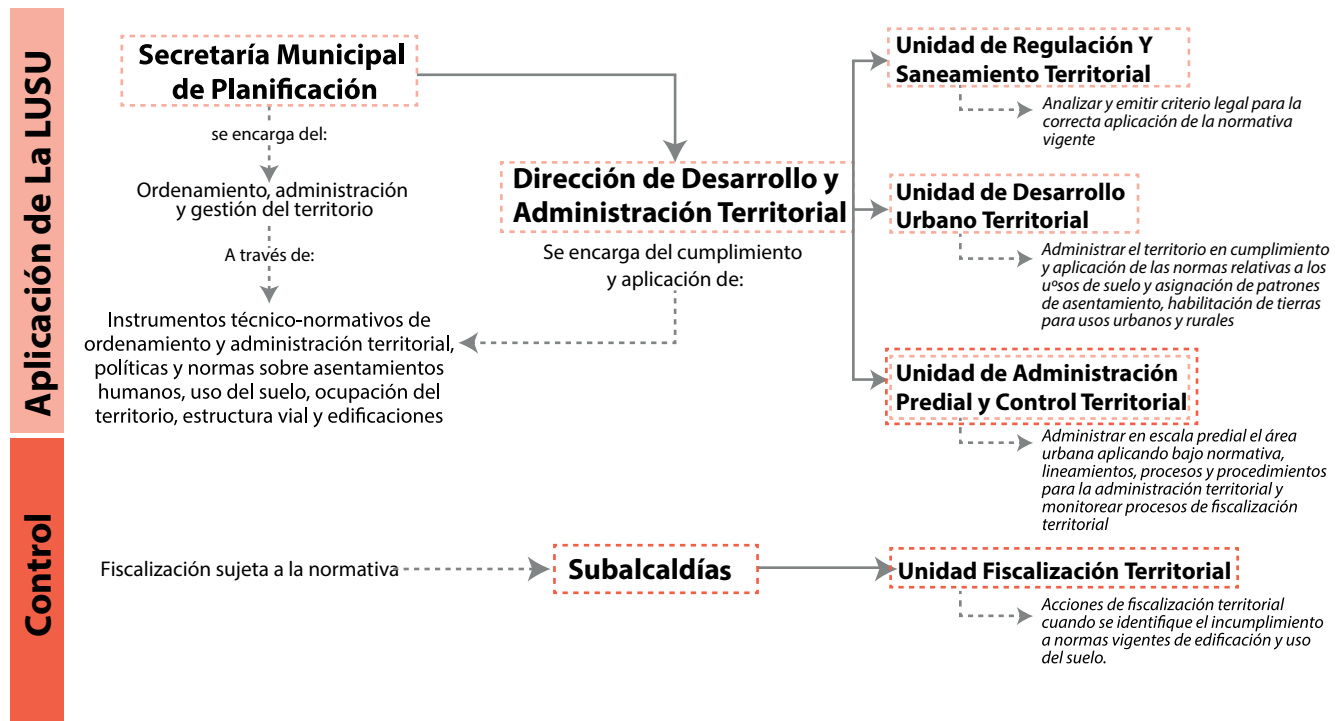 Aplicación de La LUSU
Secretaría Municipal
de Planificación
se encarga del:
Ordenamiento, administración
y gestión del territorio
A través de:
Instrumentos técnico-normativos de
ordenamiento y administración territorial,
políticas y normas sobre asentamientos
humanos, uso del suelo, ocupación del
territorio, estructura vial y edificaciones
Dirección de Desarrollo y
Administración Territorial
Se encarga del cumplimiento
y aplicación de:
Unidad de Regulación Y
Saneamiento Territorial
Analizar y emitir criterio legal para la
correcta aplicación de la normativa
vigente
Unidad de Desarrollo
Urbano Territorial
Administrar el territorio en cumplimiento
y aplicación de las normas relativas a los
uºsos de suelo y asignación de patrones
de asentamiento, habilitación de tierras
para usos urbanos y rurales
Unidad de Administración
Predial y Control Territorial
Administrar en escala predial el área
urbana aplicando bajo normativa,
lineamientos, procesos y procedimientos
para la administración territorial y
monitorear procesos de fiscalización
territorial
Control
Fiscalización sujeta a la normativa
Subalcaldías
Unidad Fiscalización Territorial
Acciones de fiscalización territorial
cuando se identifique el incumplimiento
a normas vigentes de edificación y uso
del suelo.